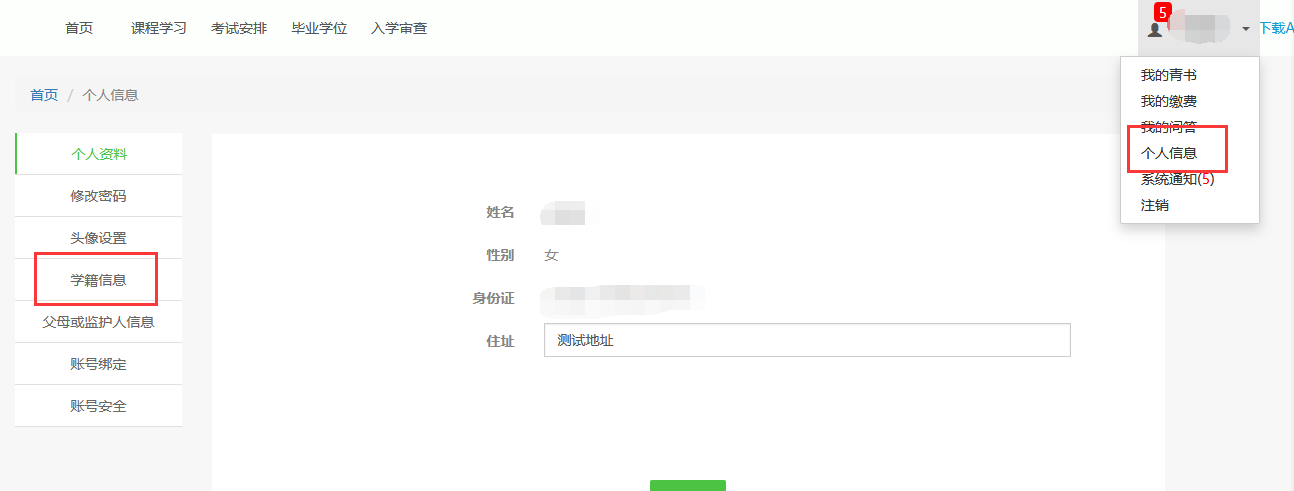 首页 课程学习 考试安排 毕业学位 入学审查
5
下载A
首页 / 个人信息
我的青书
我的缴费
我的问答
个人信息
系统通知(5)
注销
个人资料
修改密码
头像设置
学籍信息
父母或监护人信息
账号绑定
账号安全
姓名
性别 女
身份证
住址 测试地址